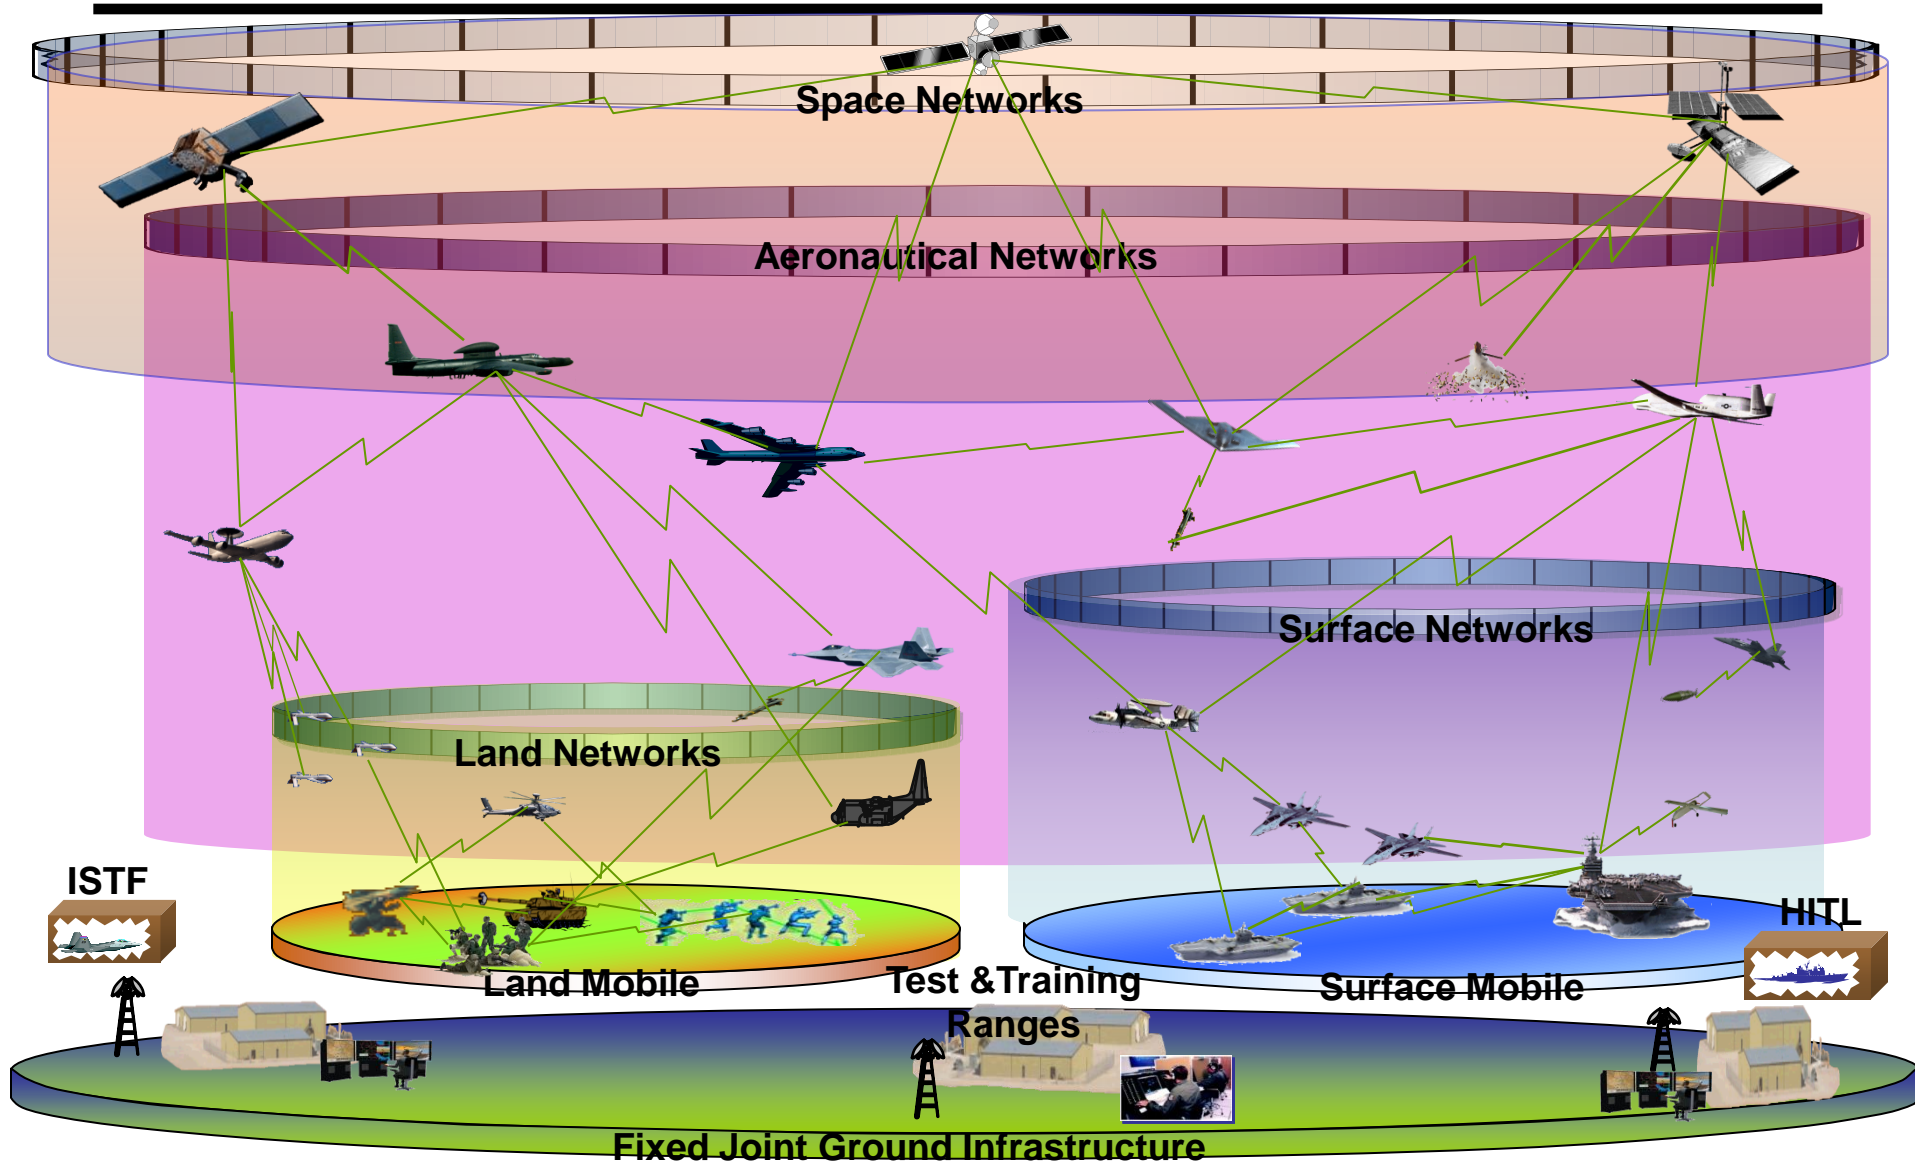 Space Networks
Aeronautical Networks
Surface Networks
Land Networks
ISTF
HITL
Land Mobile
Test &Training
Ranges
Surface Mobile
Fixed Joint Ground Infrastructure